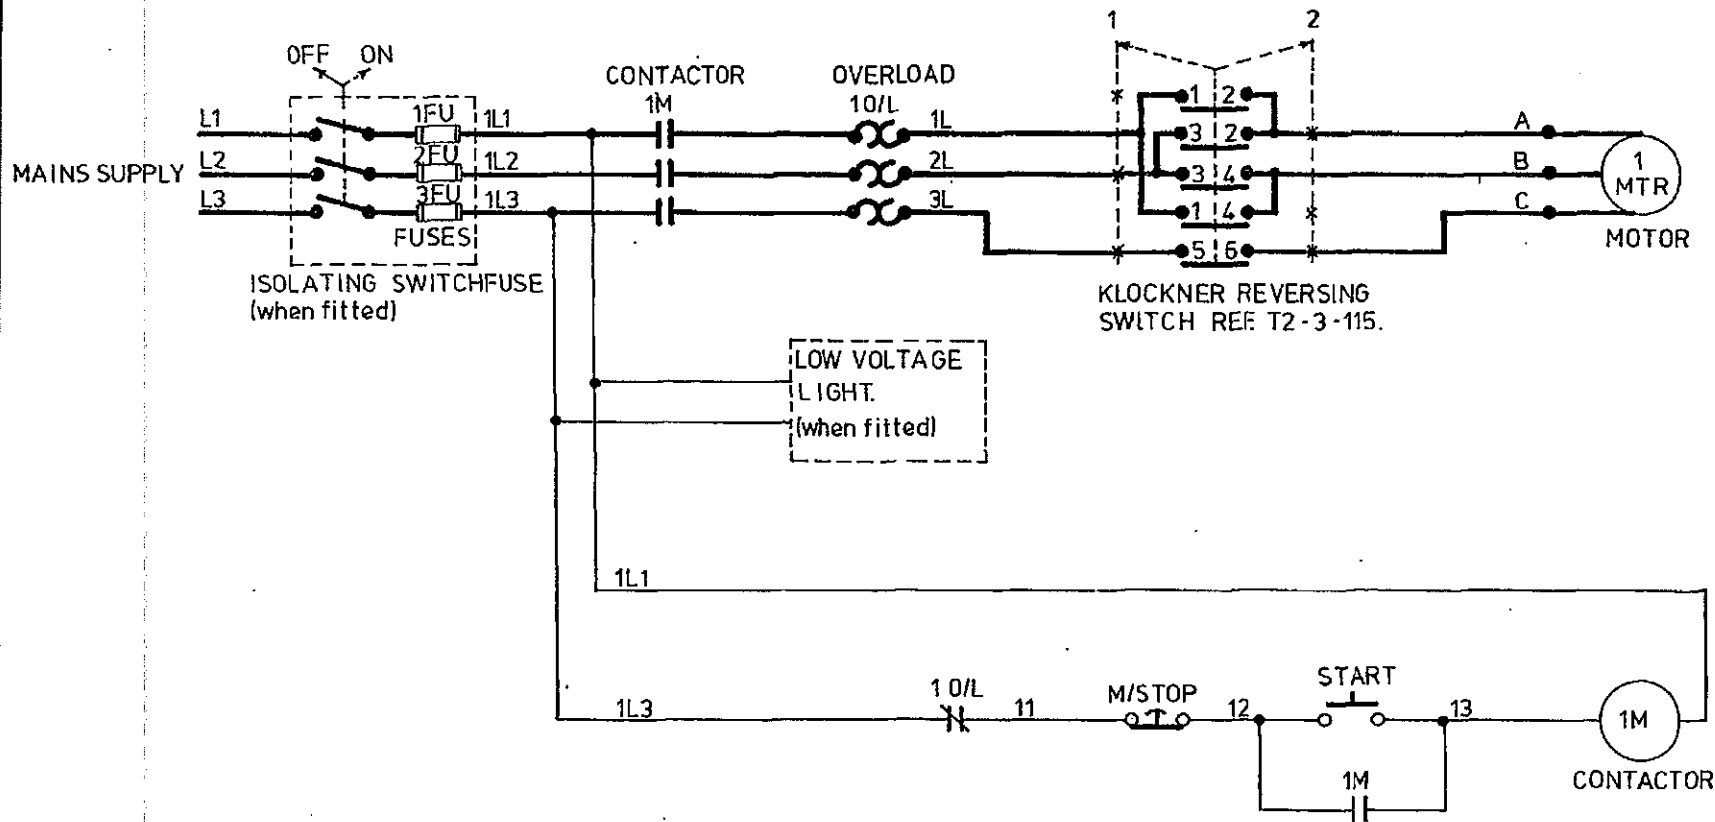 1 2
OFF ON
CONTACTOR
1M
OVERLOAD
1O/L
L1
1FU
1L1
1L
1 2
A
3 2
MAINS SUPPLY
L2
2FU
1L2
2L
3 4
B
1
MTR
L3
3FU
1L3
3L
1 4
C
FUSES
5 6
MOTOR
ISOLATING SWITCHFUSE
(when fitted)
KLOCKNER REVERSING
SWITCH REF. T2-3-115.
LOW VOLTAGE
LIGHT.
(when fitted)
1L1
1L3
1 O/L
11
M/STOP
12
START
13
1M
CONTACTOR
1M